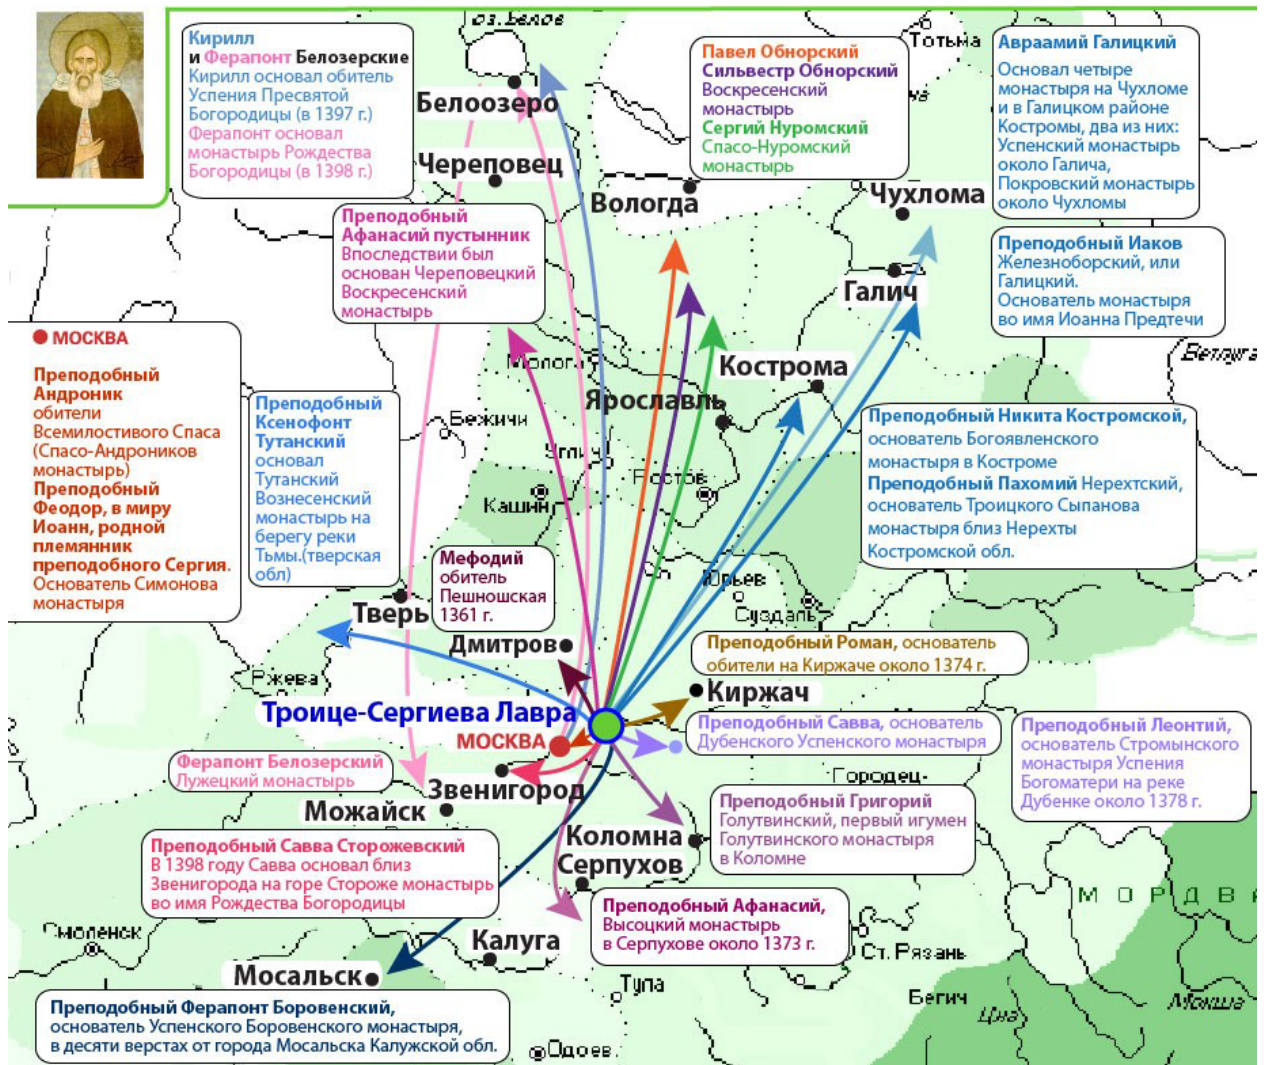 оз.Белое
Кирилл
и Ферапонт Белозерские
Кирилл основал обитель
Успения Пресвятой
Богородицы (в 1397 г.)
Ферапонт основал
монастырь Рождества
Богородицы (в 1398 г.)
Белоозеро
Череповец
Павел Обнорский
Сильвестр Обнорский
Воскресенский
монастырь
Сергий Нуромский
Спасо-Нуромский
монастырь
Тотьма
на
Авраамий Галицкий
Основал четыре
монастыря на Чухломе
и в Галицком районе
Костромы, два из них:
Успенский монастырь
около Галича,
Покровский монастырь
около Чухломы
Вологда
Чухлома
Преподобный
Афанасий пустынник
Впоследствии был
основан Череповецкий
Воскресенский
монастырь
Преподобный Иаков
Железноборский, или
Галицкий.
Основатель монастыря
во имя Иоанна Предтечи
Галич
МОСКВА
Преподобный
Андроник
обители
Всемилостивого Спаса
(Спасо-Андроников
монастырь)
Преподобный
Феодор, в миру
Иоанн, родной
племянник
преподобного Сергия.
Основатель Симонова
монастыря
Молога
Кострома
Ветлуга
Ярославль
Преподобный
Ксенофонт
Тутанский
основал
Тутанский
Вознесенский
монастырь на
берегу реки
Тьмы.(тверская
обл)
Бежичи
Углич
Ростов
Кашин
Преподобный Никита Костромской,
основатель Богоявленского
монастыря в Костроме
Преподобный Пахомий Нерехтский,
основатель Троицкого Сыпанова
монастыря близ Нерехты
Костромской обл.
Мефодий
обитель
Пешношская
1361 г.
Юрьев
Суздаль
Тверь
Дмитров
Преподобный Роман, основатель
обители на Киржаче около 1374 г.
Ржева
Киржач
Троице-Сергиева Лавра
МОСКВА
Преподобный Савва, основатель
Дубенского Успенского монастыря
Преподобный Леонтий,
основатель Стромынского
монастыря Успения
Богоматери на реке
Дубенке около 1378 г.
Ферапонт Белозерский
Лужецкий монастырь
Звенигород
Городец-
Можайск
Преподобный Григорий
Голутвинский, первый игумен
Голутвинского монастыря
в Коломне
Коломна
Серпухов
Преподобный Савва Сторожевский
В 1398 году Савва основал близ
Звенигорода на горе Стороже монастырь
во имя Рождества Богородицы
Преподобный Афанасий,
Высоцкий монастырь
в Серпухове около 1373 г.
МОРДВА
Смоленск
Калуга
Ст. Рязань
Мосальск
Тула
Бегич
Цна
Мокша
Преподобный Ферапонт Боровенский,
основатель Успенского Боровенского монастыря,
в десяти верстах от города Мосальска Калужской обл.
Одоев.